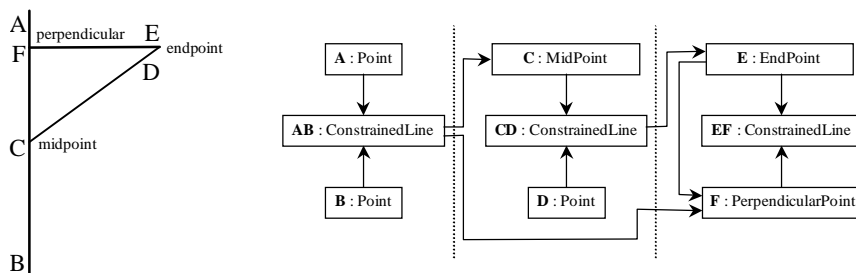 A
F
perpendicular
E
endpoint
D
C
midpoint
B
A : Point
C : MidPoint
E : EndPoint
AB : ConstrainedLine
CD : ConstrainedLine
EF : ConstrainedLine
B : Point
D : Point
F : PerpendicularPoint